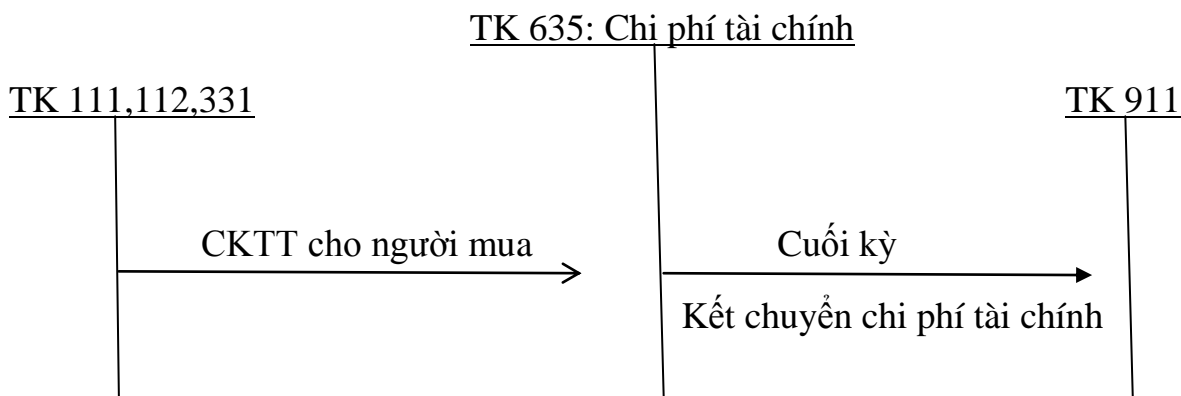 TK 635: Chi phí tài chính
TK 111,112,331
TK 911
CKTT cho người mua
Cuối kỳ
Kết chuyển chi phí tài chính